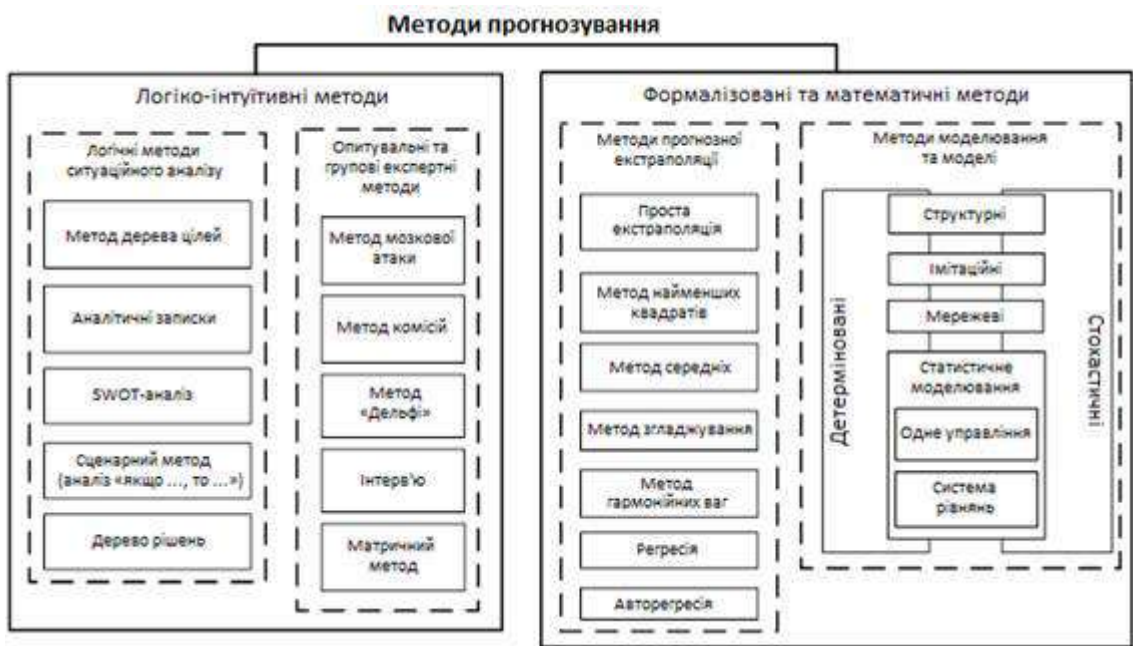 Методи прогнозування
Логіко-інтуїтивні методи
Логічні методи
ситуаційного аналізу
Метод дерева цілей
Аналітичні записки
SWOT-аналіз
Сценарний метод
(аналіз «якщо ..., то ...»)
Дерево рішень
Опитувальні та
групові експертні
методи
Метод мозкової
атаки
Метод комісій
Метод
«Дельфі»
Інтерв'ю
Матричний
метод
Формалізовані та математичні методи
Методи прогнозної
екстраполяції
Проста
екстраполяція
Метод найменших
квадратів
Метод середніх
Метод згладжування
Метод
гармонійних ваг
Регресія
Авторегресія
Методи моделювання
та моделі
Детерміновані
Структурні
Імітаційні
Мережеві
Статистичне
моделювання
Одне управління
Система
рівнянь
Стохастичні